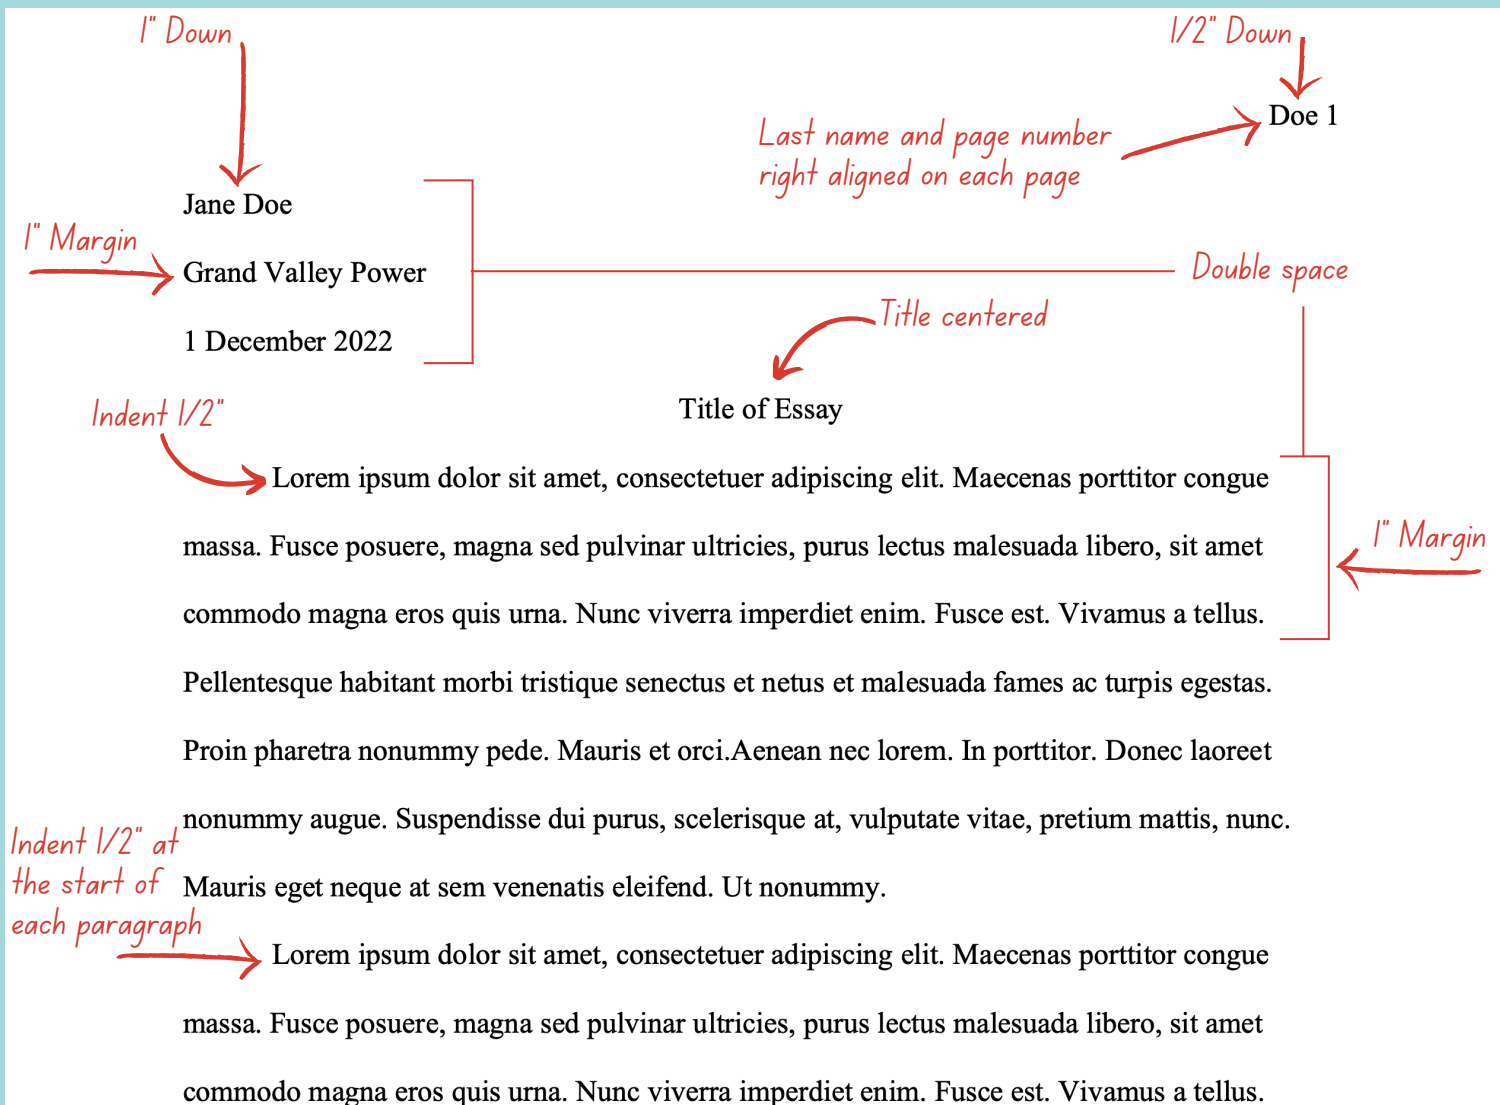 1" Down
1/2" Down
Doe 1
Last name and page number
right aligned on each page
Jane Doe
1" Margin
Grand Valley Power
Double space
1 December 2022
Title centered
Title of Essay
Indent 1/2"
Lorem ipsum dolor sit amet, consectetuer adipiscing elit. Maecenas porttitor congue
massa. Fusce posuere, magna sed pulvinar ultricies, purus lectus malesuada libero, sit amet
1" Margin
commodo magna eros quis urna. Nunc viverra imperdiet enim. Fusce est. Vivamus a tellus.
Pellentesque habitant morbi tristique senectus et netus et malesuada fames ac turpis egestas.
Proin pharetra nonummy pede. Mauris et orci.Aenean nec lorem. In porttitor. Donec laoreet
nonummy augue. Suspendisse dui purus, scelerisque at, vulputate vitae, pretium mattis, nunc.
Mauris eget neque at sem venenatis eleifend. Ut nonummy.
Indent 1/2" at
the start of
each paragraph
Lorem ipsum dolor sit amet, consectetuer adipiscing elit. Maecenas porttitor congue
massa. Fusce posuere, magna sed pulvinar ultricies, purus lectus malesuada libero, sit amet
commodo magna eros quis urna. Nunc viverra imperdiet enim. Fusce est. Vivamus a tellus.